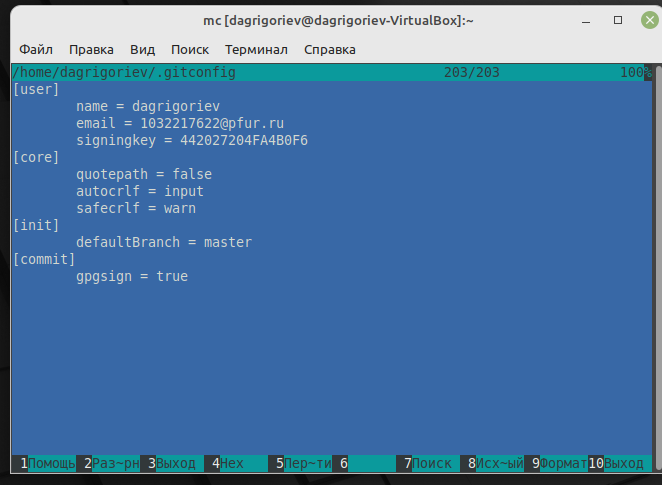 mc [dagrigoriev@dagrigoriev-VirtualBox]:~
Файл Правка Вид Поиск Терминал Справка
/home/dagrigoriev/.gitconfig 203/203 100%
[user]
name = dagrigoriev
email = 1032217622@pfur.ru
signingkey = 442027204FA4B0F6
[core]
quotepath = false
autocrlf = input
safecrlf = warn
[init]
defaultBranch = master
[commit]
gpgsign = true
1Помощь 2Раз~рн 3Выход 4Hex 5Пер~ти 6 7Поиск 8Исх~ый 9Формат 10Выход